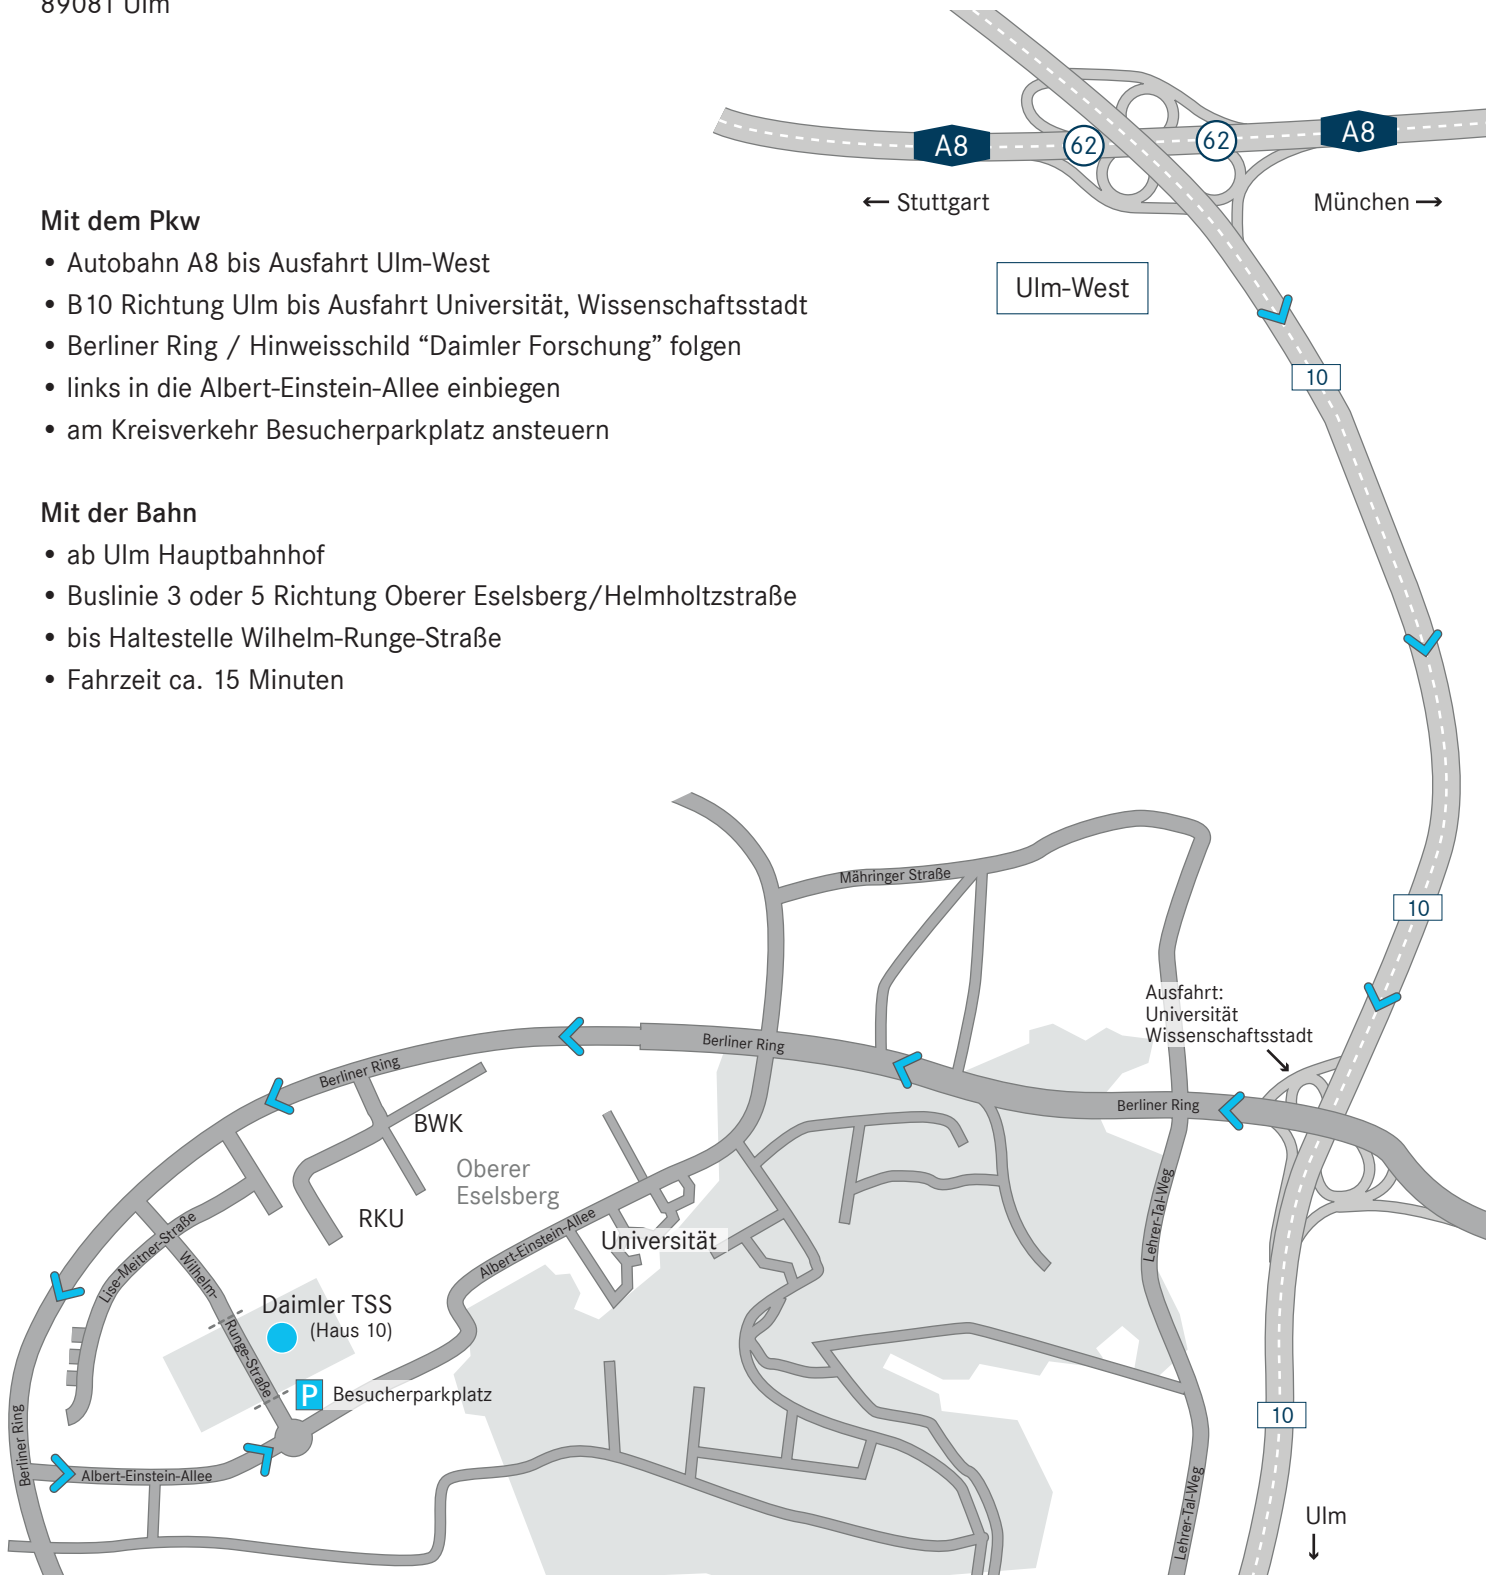 89081 Ulm
A8
62
62
A8
← Stuttgart
München →
Mit dem Pkw
• Autobahn A8 bis Ausfahrt Ulm-West
• B10 Richtung Ulm bis Ausfahrt Universität, Wissenschaftsstadt
• Berliner Ring / Hinweisschild “Daimler Forschung” folgen
• links in die Albert-Einstein-Allee einbiegen
• am Kreisverkehr Besucherparkplatz ansteuern
Ulm-West
10
Mit der Bahn
• ab Ulm Hauptbahnhof
• Buslinie 3 oder 5 Richtung Oberer Eselsberg/Helmholtzstraße
• bis Haltestelle Wilhelm-Runge-Straße
• Fahrzeit ca. 15 Minuten
Mähringer Straße
10
Ausfahrt:
Universität
Wissenschaftsstadt
Berliner Ring
Berliner Ring
Berliner Ring
BWK
Oberer
Eselsberg
RKU
Albert-Einstein-Allee
Universität
Lehrer-Tal-Weg
Lise-Meitner-Straße
Wilhelm-
Runge-Straße
Daimler TSS
(Haus 10)
P
Besucherparkplatz
10
Berliner Ring
Albert-Einstein-Allee
Lehrer-Tal-Weg
Ulm
↓